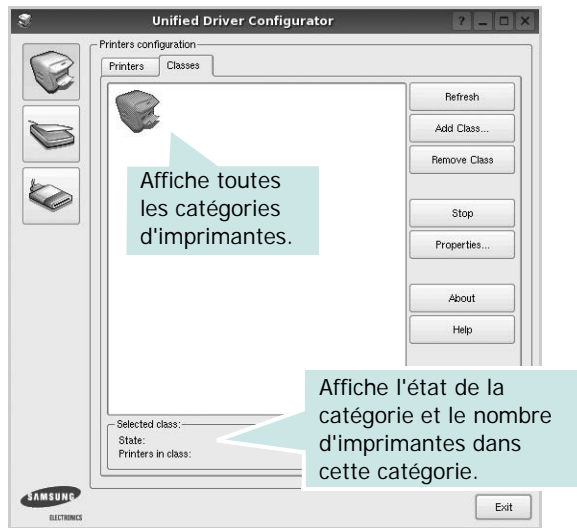 Unified Driver Configurator
Printers configuration
Printers
Classes
Refresh
Add Class...
Remove Class
Stop
Properties...
About
Help
Affiche toutes
les catégories
d'imprimantes.
Affiche l'état de la
catégorie et le nombre
d'imprimantes dans
cette catégorie.
Selected class:
State:
Printers in class:
SAMSUNG
ELECTRONICS
Exit